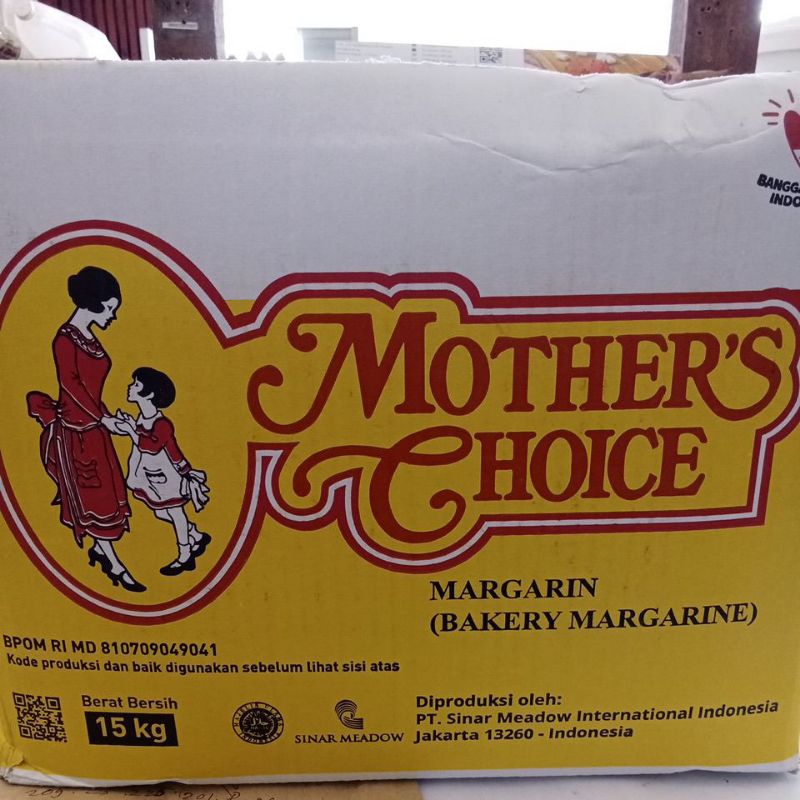 BANGGA
INDO
MOTHER'S
CHOICE
MARGARIN
(BAKERY MARGARINE)
BPOM RI MD 810709049041
Kode produksi dan baik digunakan sebelum lihat sisi atas
Berat Bersih
15 kg
SINAR MEADOW
Diproduksi oleh:
PT. Sinar Meadow International Indonesia
Jakarta 13260 - Indonesia